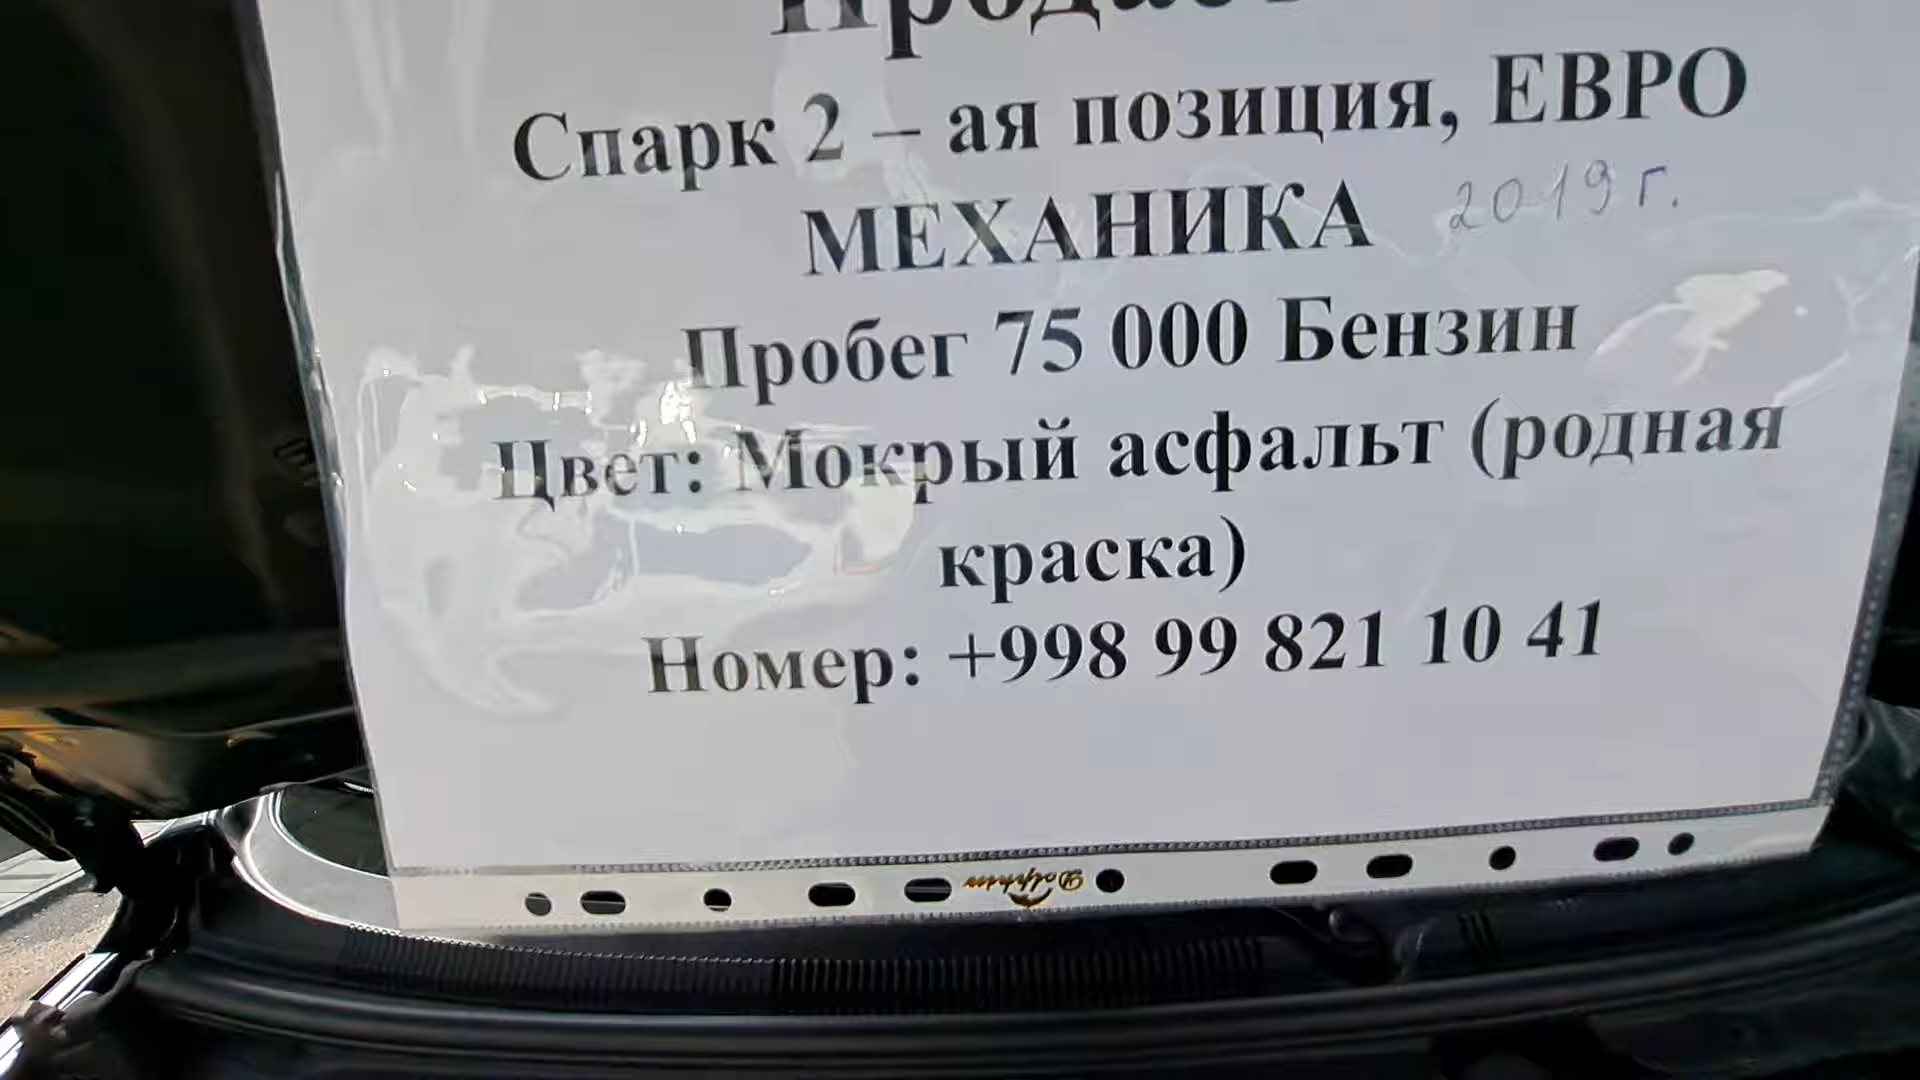 Спарк 2 – ая позиция, ЕВРО
МЕХАНИКА 2019 г.
Пробег 75 000 Бензин
Цвет: Мокрый асфальт (родная
краска)
Номер: +998 99 821 10 41
Dolphin